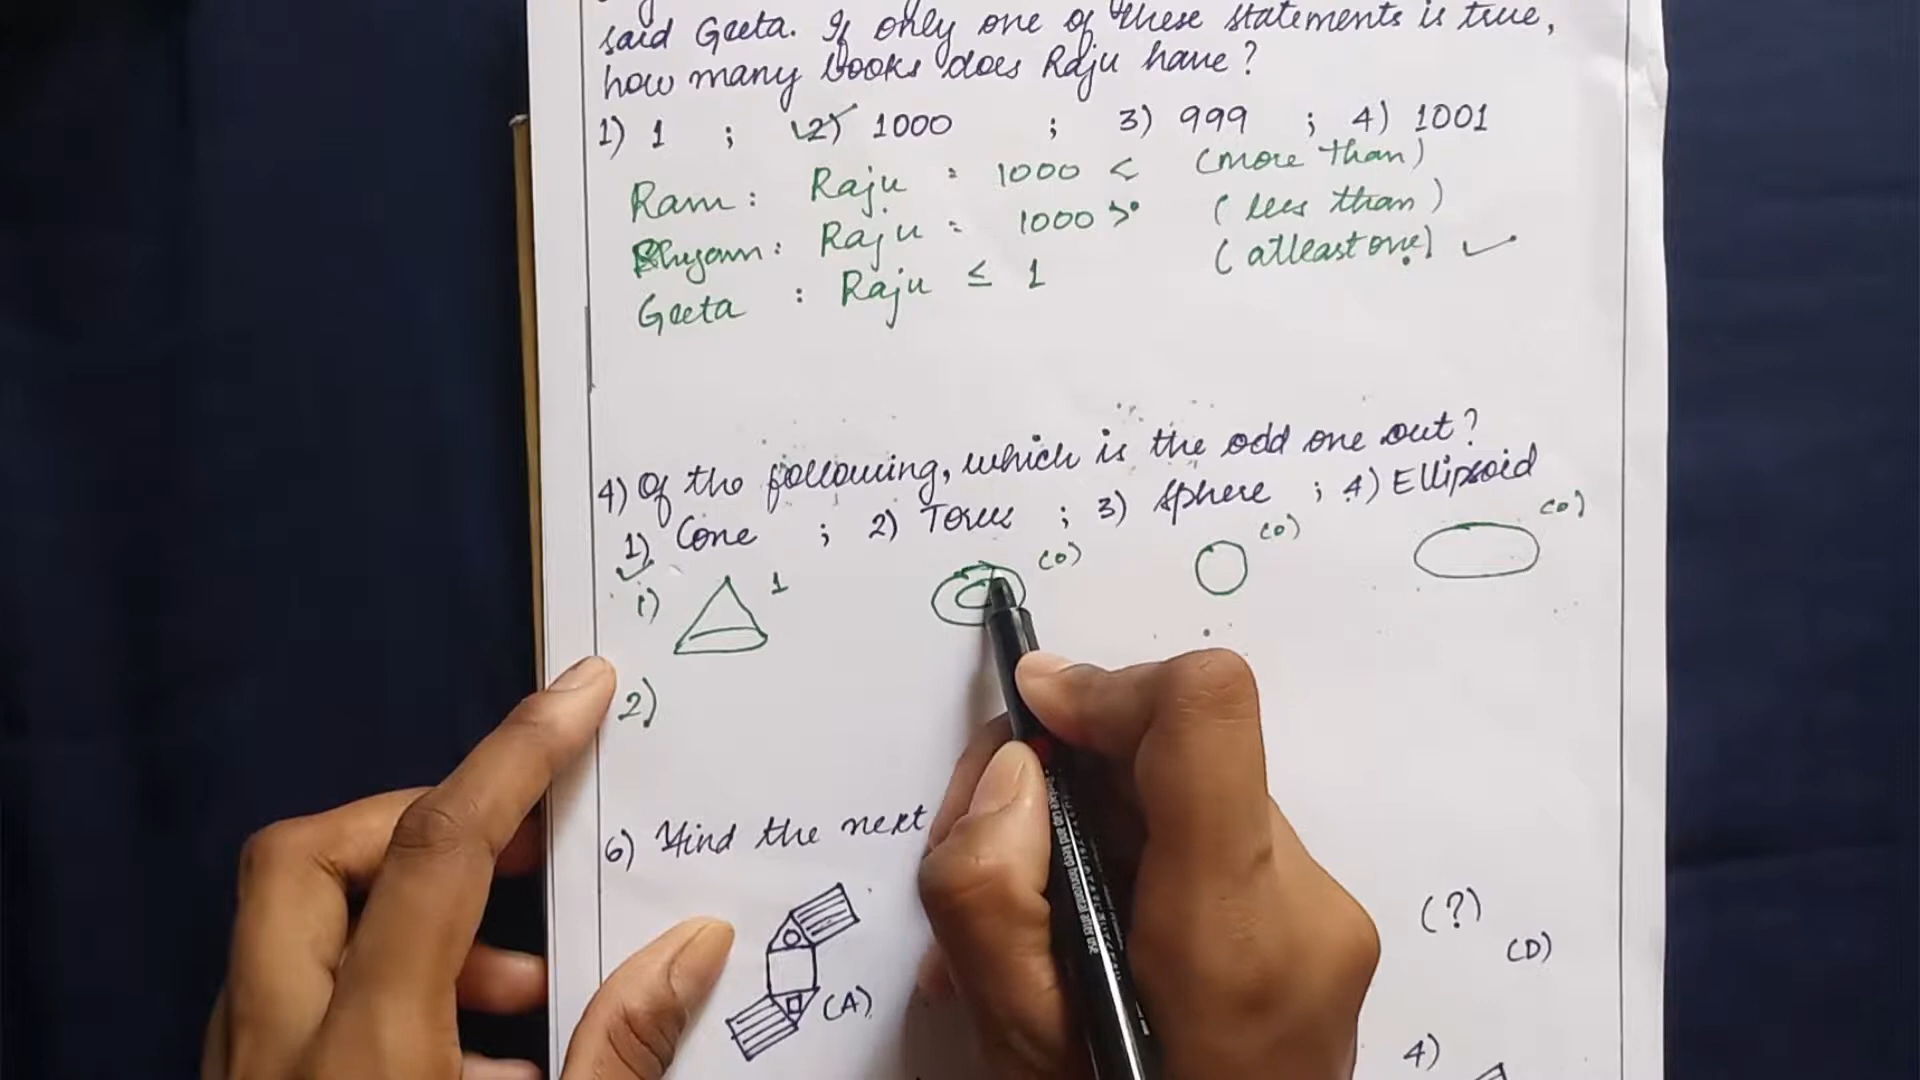 said Geeta. If only one of these statements is true,
how many books does Raju have?
1) 1 ; 2) 1000 ; 3) 999 ; 4) 1001
Ram: Raju = 1000 < (more than)
Shyam: Raju = 1000 > (less than)
Geeta : Raju ≤ 1 (atleast one) ✓
4) Of the following, which is the odd one out?
1) Cone ; 2) Torus ; 3) Sphere ; 4) Ellipsoid
1) 1 (0) (0) (0)
2)
6) Find the next
(A) (?) (D)
4)